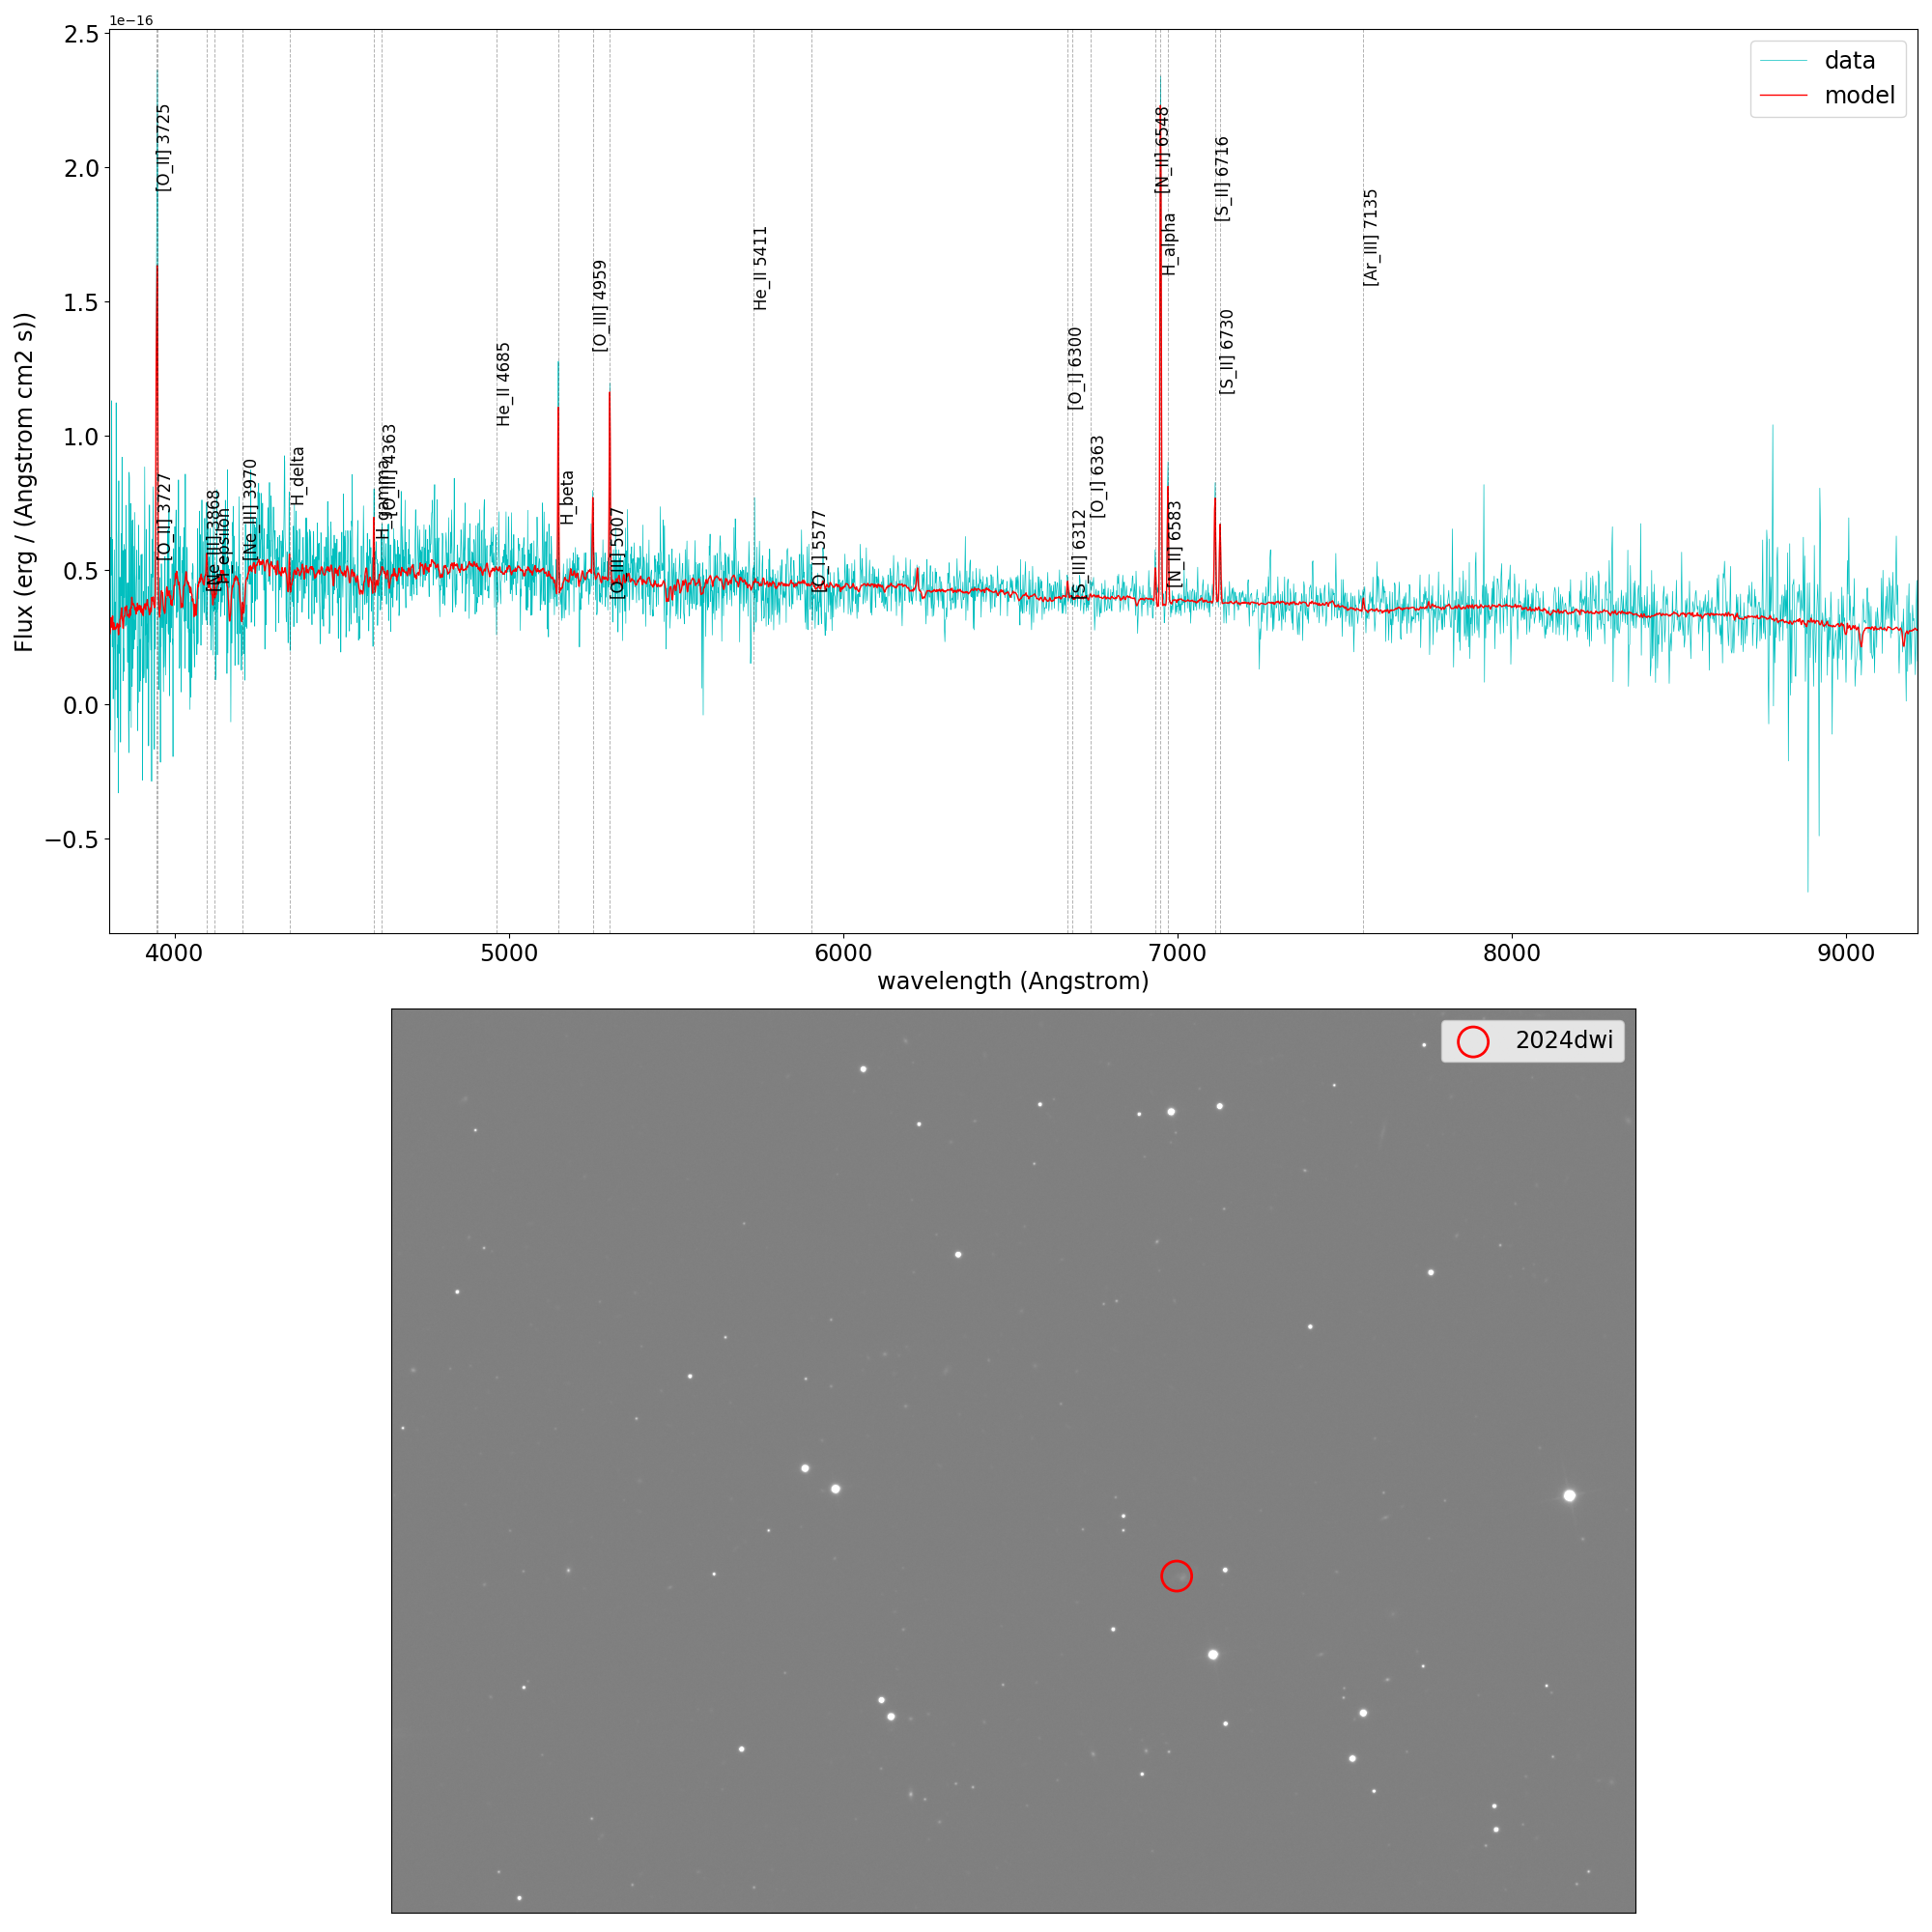 1e−16
2.5
2.0
1.5
1.0
0.5
0.0
−0.5
Flux (erg / (Angstrom cm2 s))
data
model
[O_II] 3725
[O_II] 3727
[Ne_III] 3868
H_epsilon
[Ne_III] 3970
H_delta
H_gamma
[O_III] 4363
He_II 4685
H_beta
[O_III] 4959
[O_III] 5007
He_II 5411
[O_I] 5577
[O_I] 6300
[S_III] 6312
[O_I] 6363
[N_II] 6548
H_alpha
[N_II] 6583
[S_II] 6716
[S_II] 6730
[Ar_III] 7135
4000 5000 6000 7000 8000 9000
wavelength (Angstrom)
2024dwi